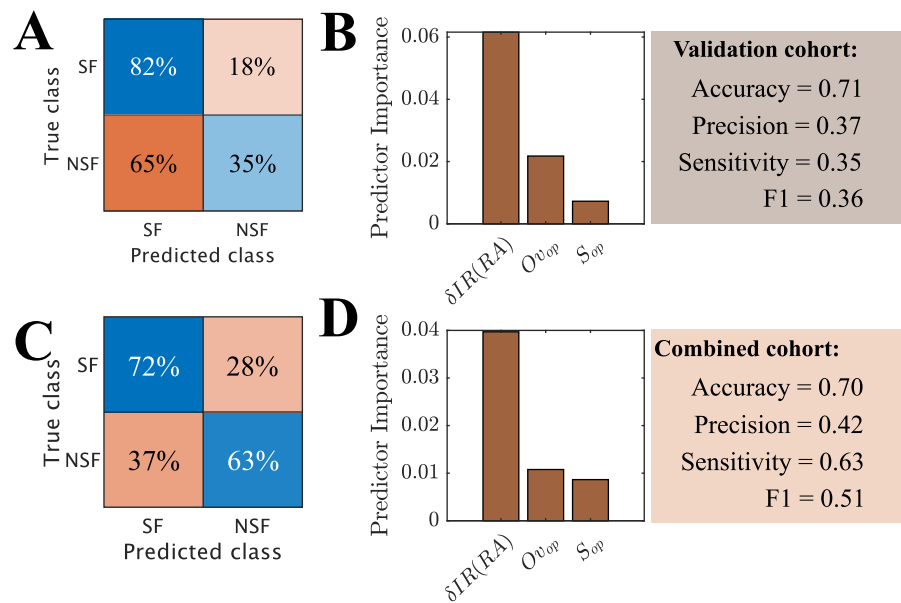 A
True class
SF
82%
18%
NSF
65%
35%
SF
NSF
Predicted class
B
Predictor Importance
0.06
0.04
0.02
0
δIR(RA)
Ov_op
S_op
Validation cohort:
Accuracy = 0.71
Precision = 0.37
Sensitivity = 0.35
F1 = 0.36
C
True class
SF
72%
28%
NSF
37%
63%
SF
NSF
Predicted class
D
Predictor Importance
0.04
0.03
0.02
0.01
0
δIR(RA)
Ov_op
S_op
Combined cohort:
Accuracy = 0.70
Precision = 0.42
Sensitivity = 0.63
F1 = 0.51